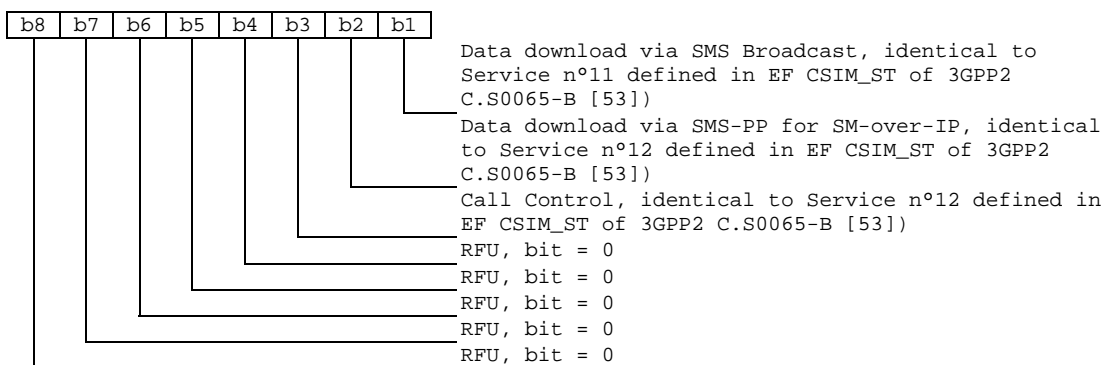 b8 b7 b6 b5 b4 b3 b2 b1
Data download via SMS Broadcast, identical to
Service nº11 defined in EF CSIM_ST of 3GPP2
C.S0065-B [53])
Data download via SMS-PP for SM-over-IP, identical
to Service nº12 defined in EF CSIM_ST of 3GPP2
C.S0065-B [53])
Call Control, identical to Service nº12 defined in
EF CSIM_ST of 3GPP2 C.S0065-B [53])
RFU, bit = 0
RFU, bit = 0
RFU, bit = 0
RFU, bit = 0
RFU, bit = 0